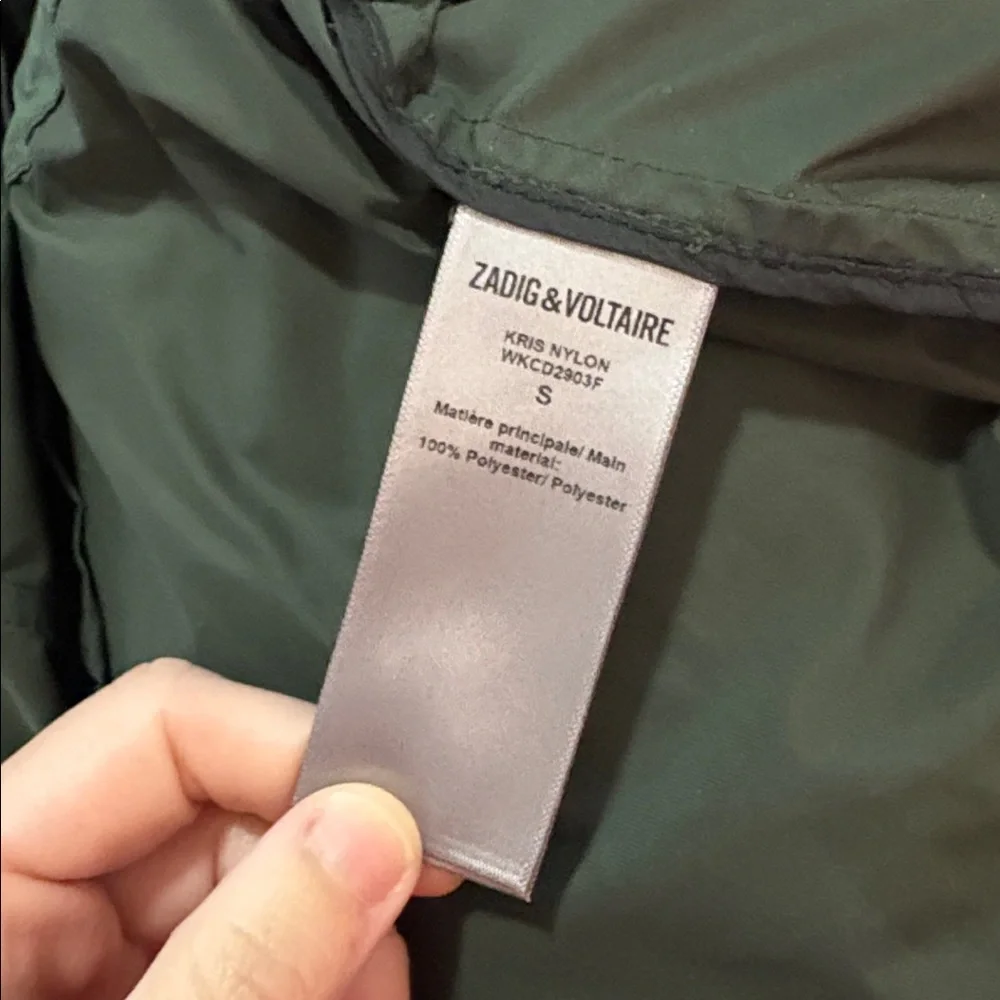 ZADIG&VOLTAIRE
KRIS NYLON
WKCD2903F
S
Matière principale/ Main
material:
100% Polyester/ Polyester